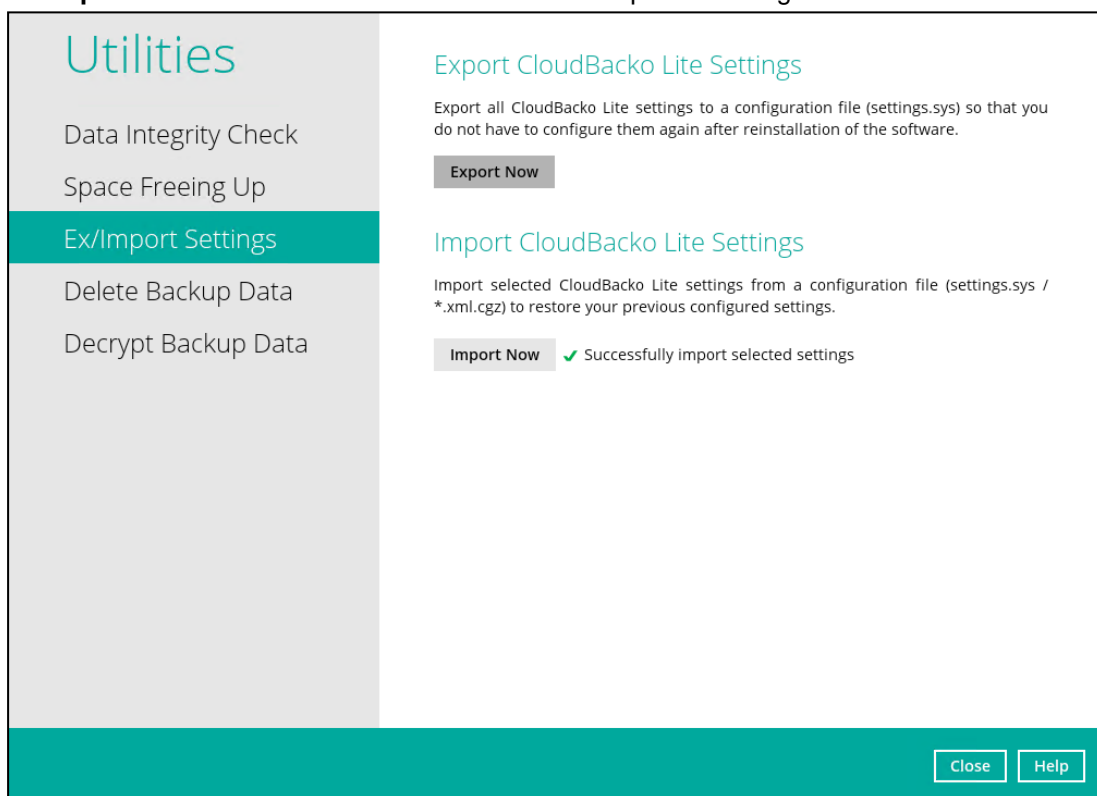 Utilities
Data Integrity Check
Space Freeing Up
Ex/Import Settings
Delete Backup Data
Decrypt Backup Data
Export CloudBacko Lite Settings
Export all CloudBacko Lite settings to a configuration file (settings.sys) so that you
do not have to configure them again after reinstallation of the software.
Export Now
Import CloudBacko Lite Settings
Import selected CloudBacko Lite settings from a configuration file (settings.sys /
*.xml.cgz) to restore your previous configured settings.
Import Now
Successfully import selected settings
Close
Help